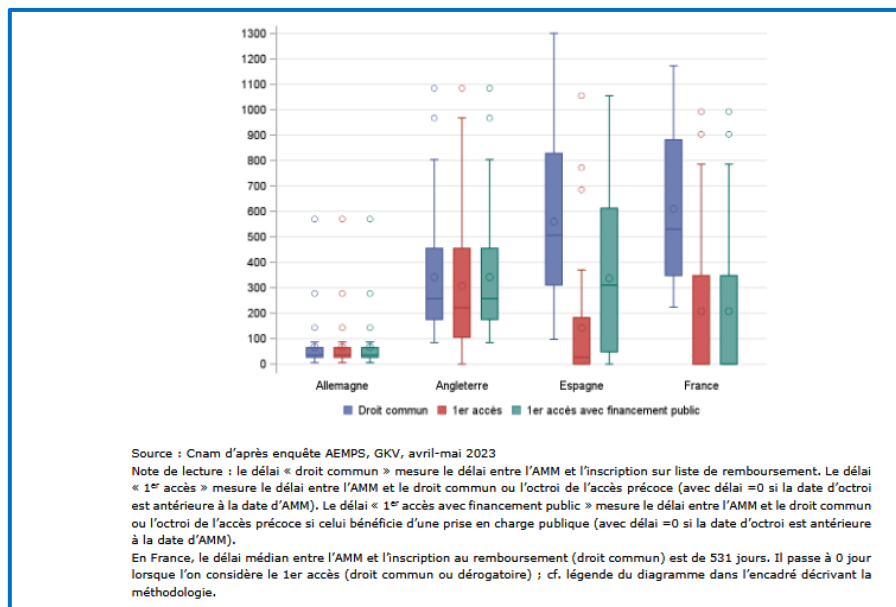 1300
1200
1100
1000
900
800
700
600
500
400
300
200
100
0
Allemagne Angleterre Espagne France
Droit commun 1er accès 1er accès avec financement public
Source : Cnam d'après enquête AEMPS, GKV, avril-mai 2023
Note de lecture : le délai « droit commun » mesure le délai entre l'AMM et l'inscription sur liste de remboursement. Le délai
« 1er accès » mesure le délai entre l'AMM et le droit commun ou l'octroi de l'accès précoce (avec délai =0 si la date d'octroi
est antérieure à la date d'AMM). Le délai « 1er accès avec financement public » mesure le délai entre l'AMM et le droit commun
ou l'octroi de l'accès précoce si celui bénéficie d'une prise en charge publique (avec délai =0 si la date d'octroi est antérieure
à la date d'AMM).
En France, le délai médian entre l'AMM et l'inscription au remboursement (droit commun) est de 531 jours. Il passe à 0 jour
lorsque l'on considère le 1er accès (droit commun ou dérogatoire) ; cf. légende du diagramme dans l'encadré décrivant la
méthodologie.